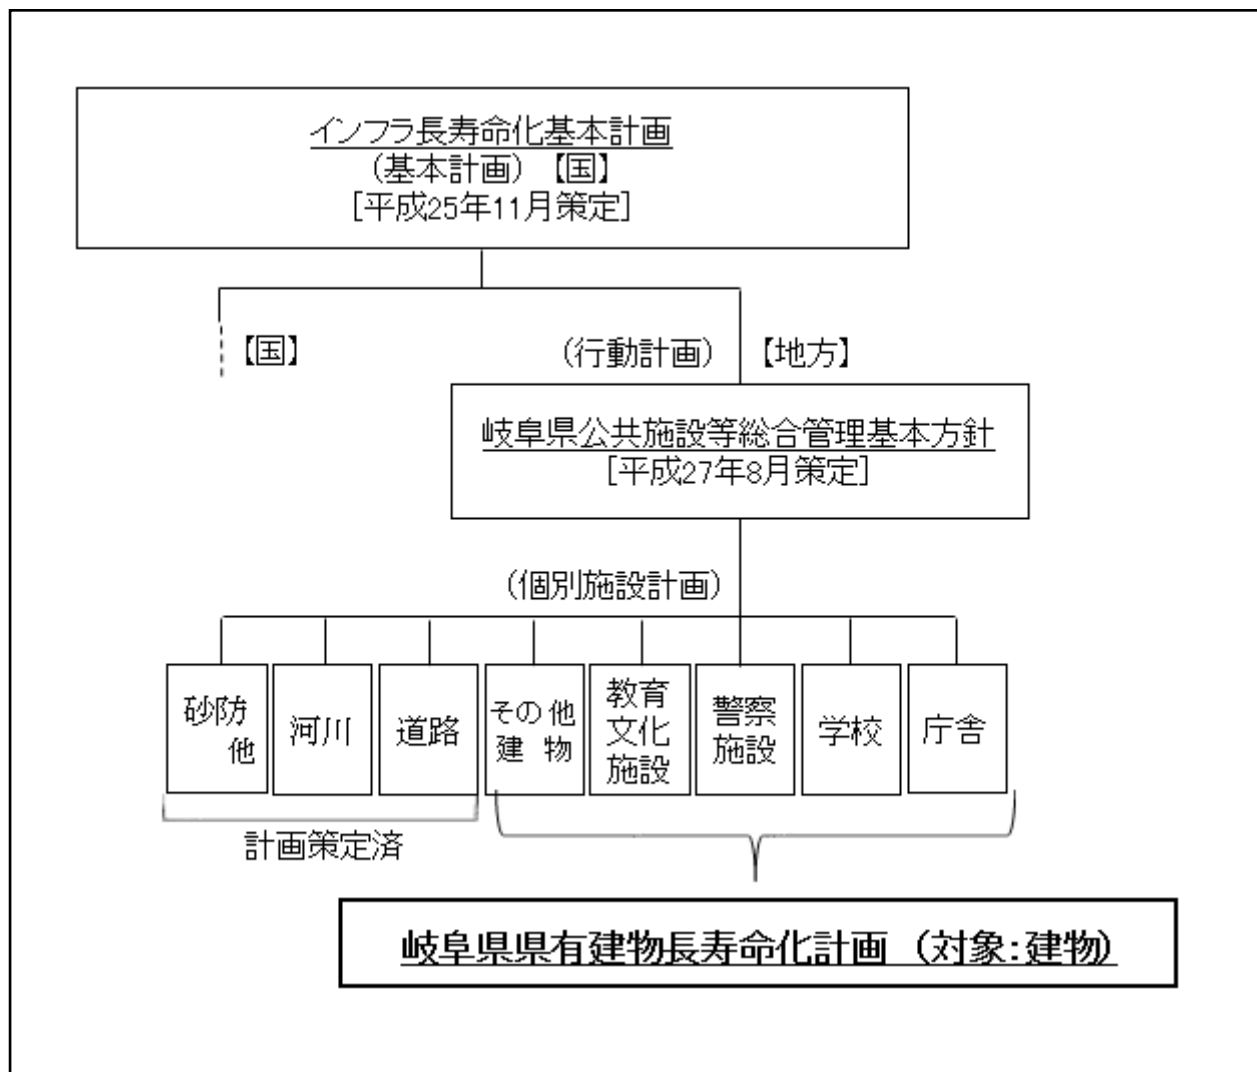 インフラ長寿命化基本計画
(基本計画) 【国】
[平成25年11月策定]
【国】
(行動計画) 【地方】
岐阜県公共施設等総合管理基本方針
[平成27年8月策定]
(個別施設計画)
砂防
他
河川
道路
その他
建 物
教育
文化
施設
警察
施設
学校
庁舎
計画策定済
岐阜県県有建物長寿命化計画 (対象:建物)